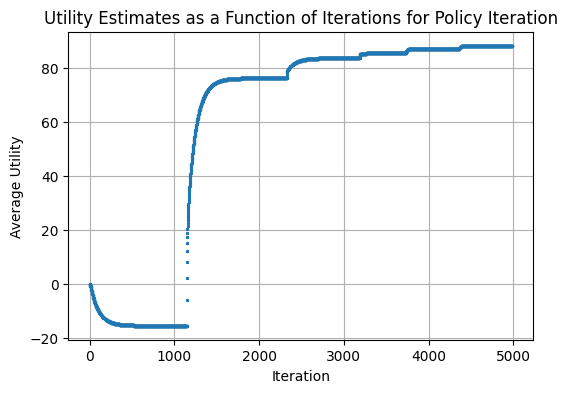 Utility Estimates as a Function of Iterations for Policy Iteration
80
60
40
20
0
−20
Average Utility
0 1000 2000 3000 4000 5000
Iteration